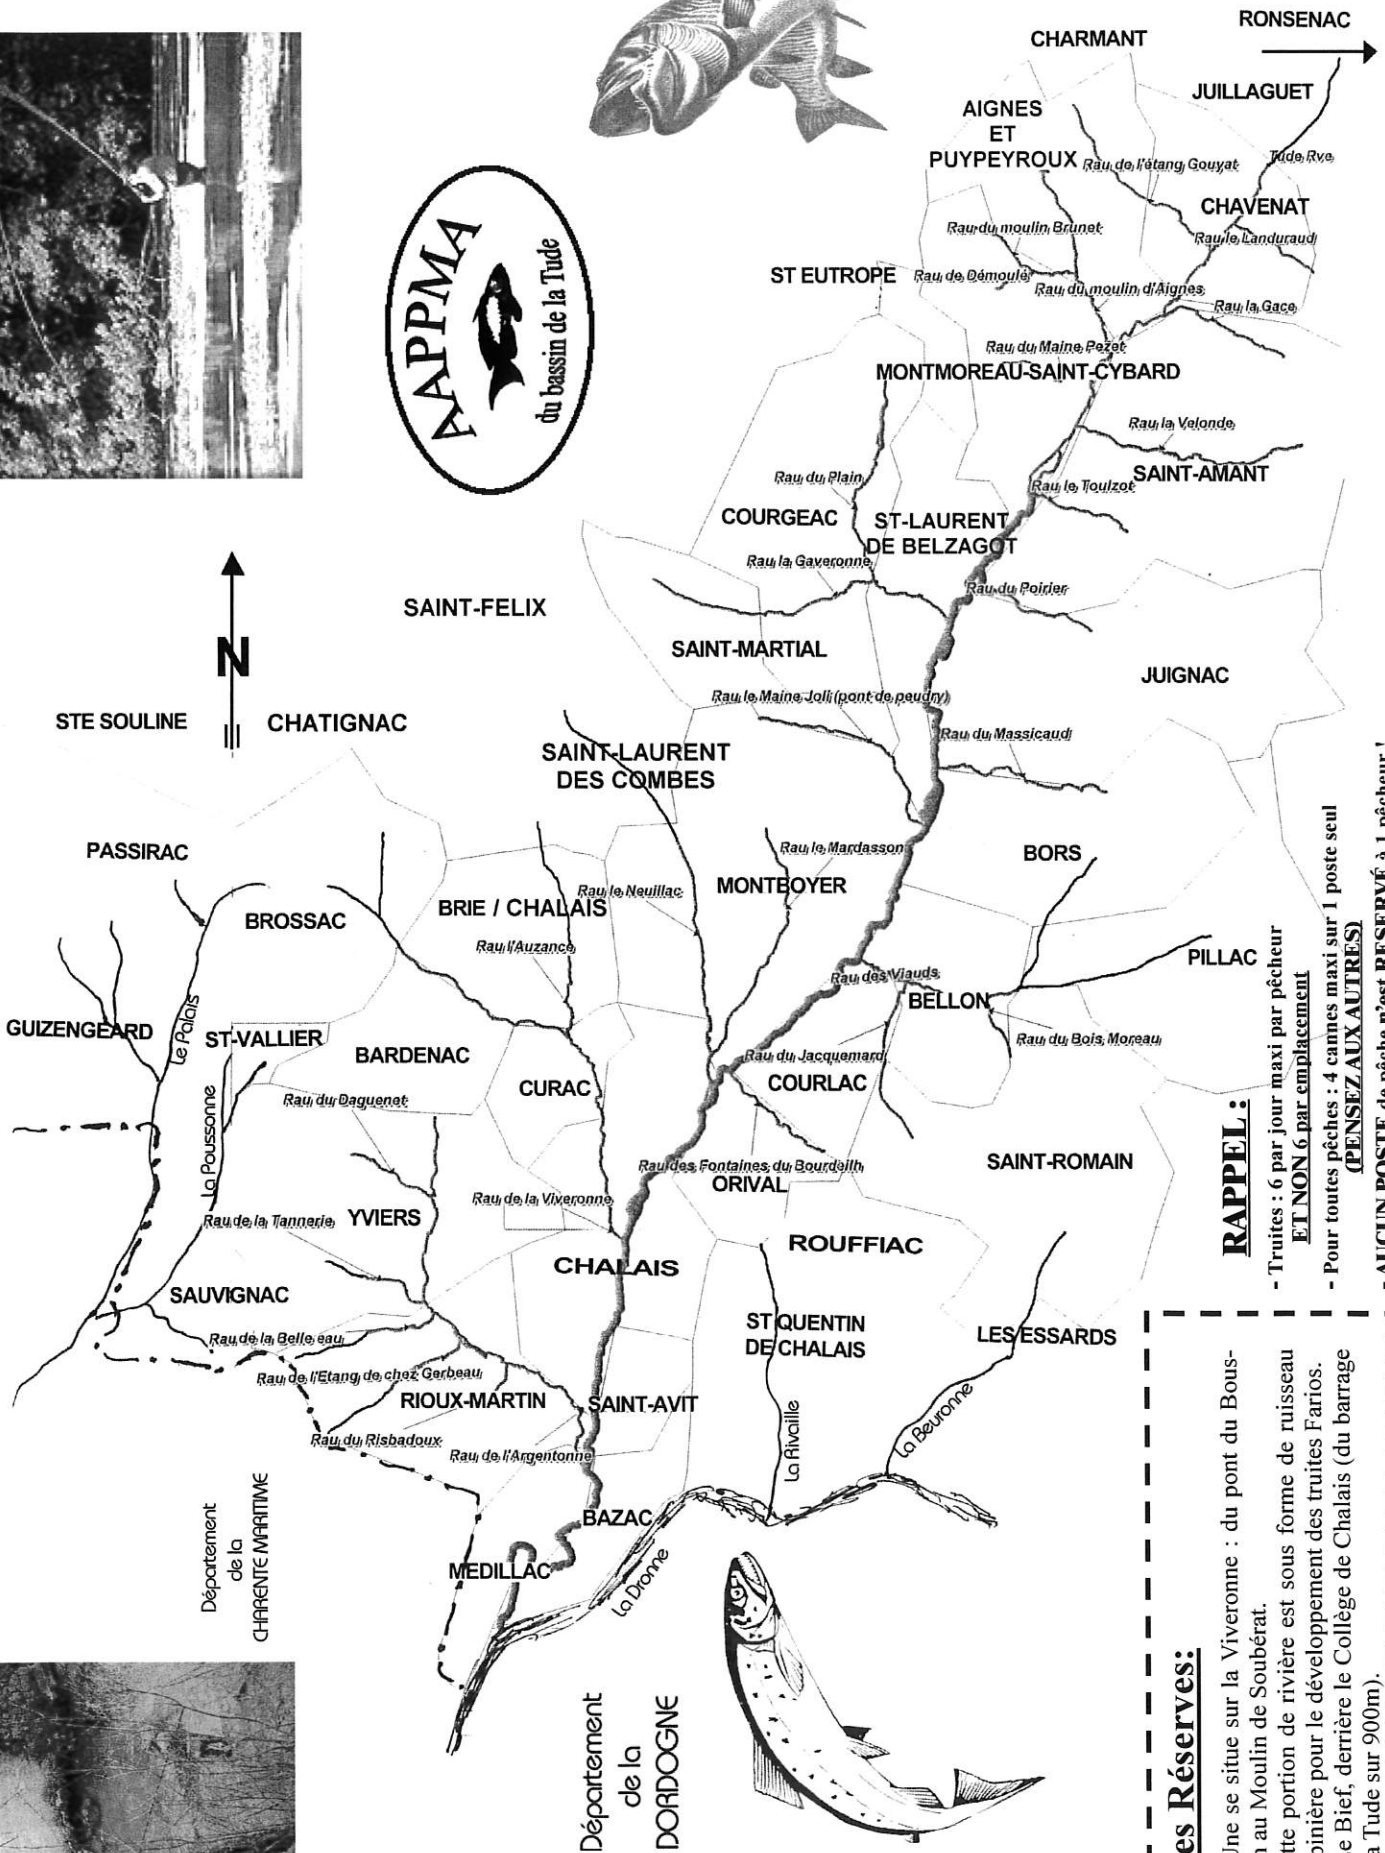 RONSENAC
CHARMANT
JUILLAGUET
AIGNES
ET
PUYPEYROUX
Rau de l'étang Gouyat
Tude Rve
CHAVENAT
Rau du moulin Brunet
Rau le Landuraud
ST EUTROPE
Rau de Démoulé
Rau du moulin d'Aignes
Rau la Gace
Rau du Maine Pezet
MONTMOREAU-SAINT-CYBARD
AAPPMA
du bassin de la Tude
Rau la Velonde
SAINT-AMANT
Rau du Plain
Rau le Toulzot
COURGEAC
ST-LAURENT
DE BELZAGOT
Rau la Gaveronne
Rau du Poirier
SAINT-FELIX
N
SAINT-MARTIAL
JUIGNAC
Rau le Maine Joli (pont de peudry)
STE SOULINE
CHATIGNAC
Rau du Massicaud
SAINT-LAURENT
DES COMBES
PASSIRAC
Rau le Mardasson
BORS
Rau le Neuillac
MONTBOYER
BROSSAC
BRIE / CHALAIS
Rau l'Auzance
PILLAC
Rau des Viauds
BELLON
Le Palais
GUIZENGEARD
ST-VALLIER
BARDENAC
Rau du Bois Moreau
Rau du Jacquemard
COURLAC
CURAC
Rau du Daguenet
La Poussonne
Rau des Fontaines du Bourdeilh
ORIVAL
SAINT-ROMAIN
Rau de la Viveronne
Rau de la Tannerie
YVIERS
ROUFFIAC
CHALAIS
SAUVIGNAC
ST QUENTIN
DE CHALAIS
LES ESSARDS
Rau de la Belle eau
Rau de l'Etang de chez Gerbeau
RIOUX-MARTIN
SAINT-AVIT
La Rivaille
La Beuronne
Rau du Risbadoux
Rau de l'Argentonne
BAZAC
MEDILLAC
La Dronne
Département
de la
CHARENTE MARITIME
Département
de la
DORDOGNE
RAPPEL :
- Truites : 6 par jour maxi par pêcheur
ET NON 6 par emplacement
- Pour toutes pêches : 4 cannes maxi sur 1 poste seul
(PENSEZ AUX AUTRES)
- AUCUN POSTE de pêche n'est RESERVÉ à 1 pêcheur !
es Réserves:
Une se situe sur la Viveronne : du pont du Bous-
n au Moulin de Soubérat.
tte portion de rivière est sous forme de ruisseau
pinière pour le développement des truites Farios.
e Bief, derrière le Collège de Chalais (du barrage
a Tude sur 900m).